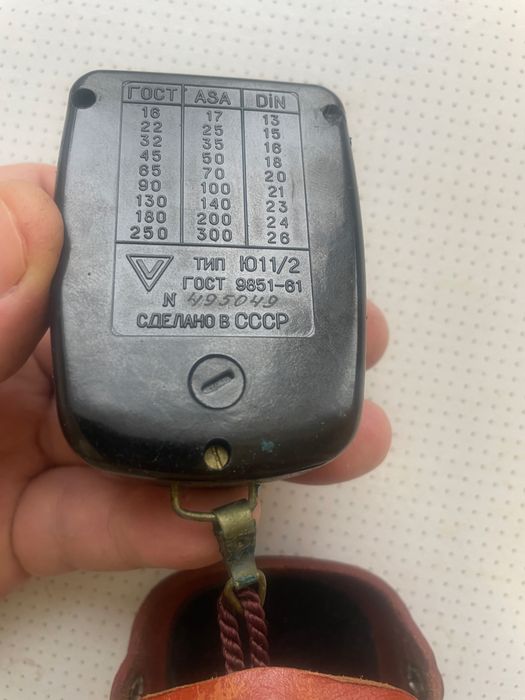 ГОСТ ASA DiN
16 17 13
22 25 15
32 35 16
45 50 18
65 70 20
90 100 21
130 140 23
180 200 24
250 300 26
V ТИП Ю11/2
ГОСТ 9851-61
N 495049
СДЕЛАНО В СССР